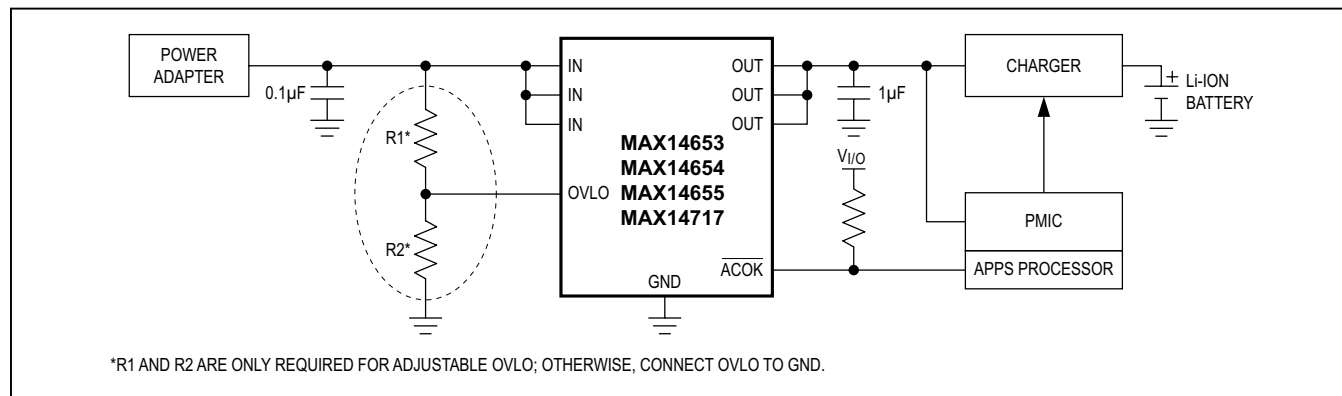 POWER
ADAPTER
0.1µF
R1*
R2*
IN
IN
IN
OVLO
MAX14653
MAX14654
MAX14655
MAX14717
GND
OUT
OUT
OUT
ACOK
1µF
VI/O
CHARGER
+
Li-ION
BATTERY
PMIC
APPS PROCESSOR
*R1 AND R2 ARE ONLY REQUIRED FOR ADJUSTABLE OVLO; OTHERWISE, CONNECT OVLO TO GND.